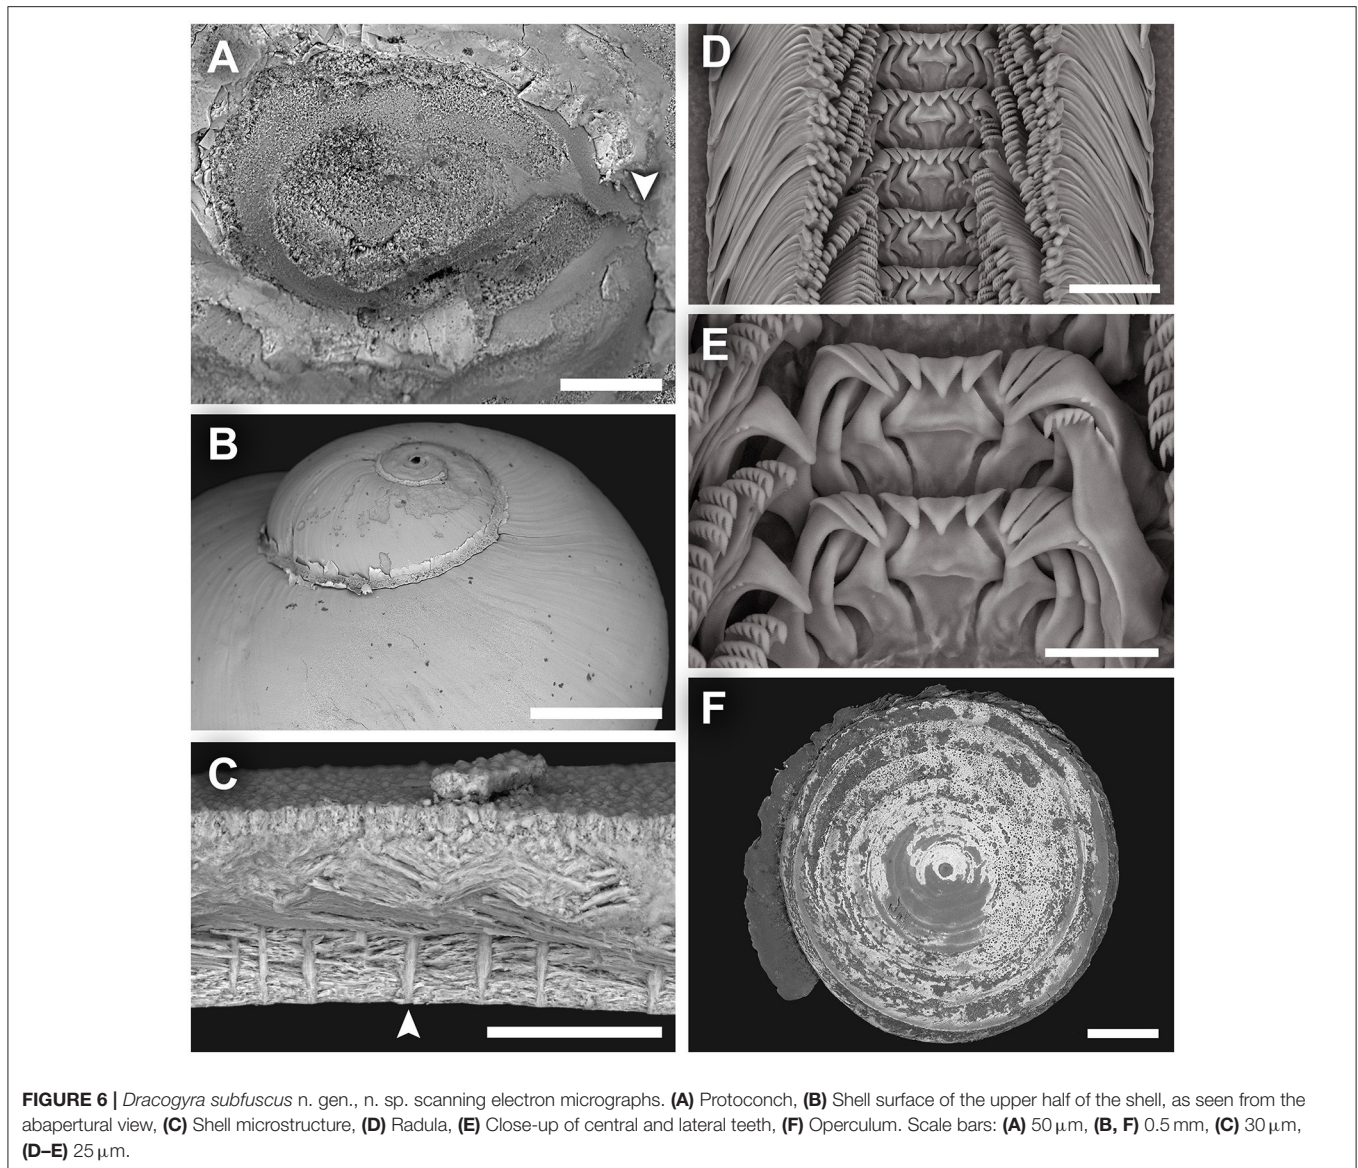 A
B
C
D
E
F
FIGURE 6 | Dracogyra subfuscus n. gen., n. sp. scanning electron micrographs. (A) Protoconch, (B) Shell surface of the upper half of the shell, as seen from the
abapertural view, (C) Shell microstructure, (D) Radula, (E) Close-up of central and lateral teeth, (F) Operculum. Scale bars: (A) 50 μm, (B, F) 0.5 mm, (C) 30 μm,
(D–E) 25 μm.